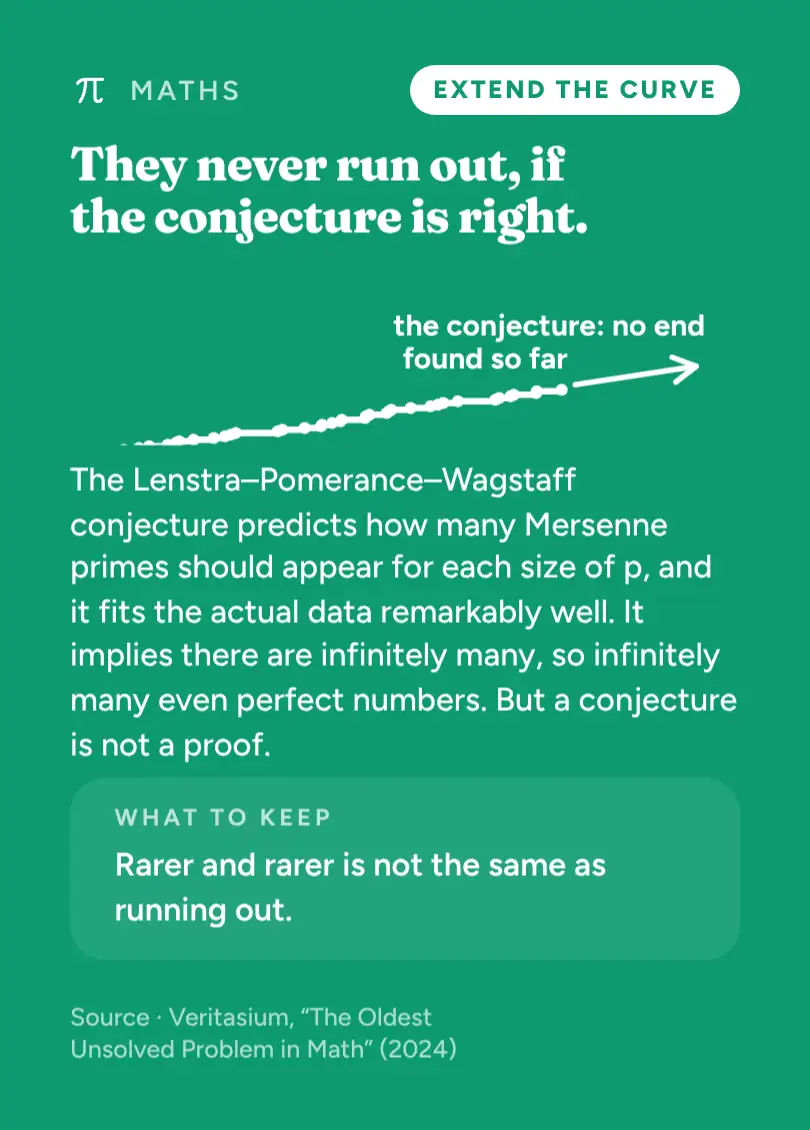 π MATHS
EXTEND THE CURVE
They never run out, if
the conjecture is right.
the conjecture: no end
found so far
The Lenstra–Pomerance–Wagstaff
conjecture predicts how many Mersenne
primes should appear for each size of p, and
it fits the actual data remarkably well. It
implies there are infinitely many, so infinitely
many even perfect numbers. But a conjecture
is not a proof.
WHAT TO KEEP
Rarer and rarer is not the same as
running out.
Source · Veritasium, “The Oldest
Unsolved Problem in Math” (2024)